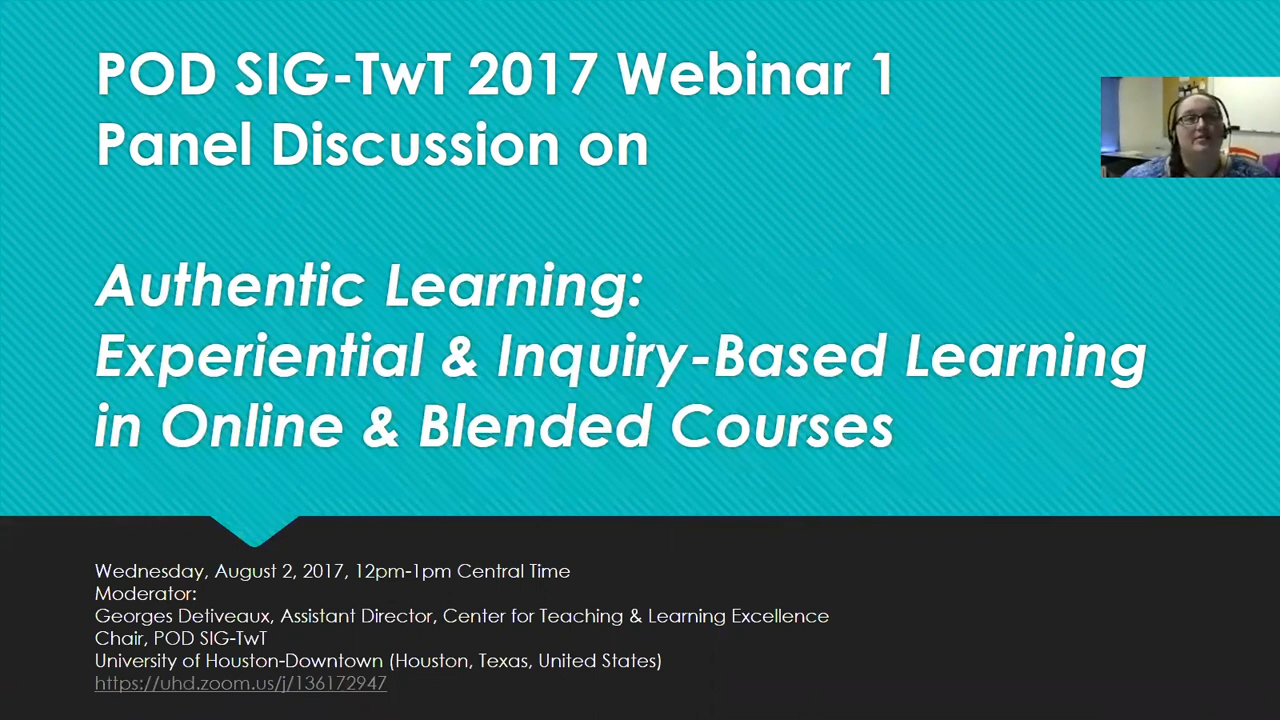 POD SIG-TwT 2017 Webinar 1
Panel Discussion on
Authentic Learning:
Experiential & Inquiry-Based Learning
in Online & Blended Courses
Wednesday, August 2, 2017, 12pm-1pm Central Time
Moderator:
Georges Detiveaux, Assistant Director, Center for Teaching & Learning Excellence
Chair, POD SIG-TwT
University of Houston-Downtown (Houston, Texas, United States)
https://uhd.zoom.us/j/136172947